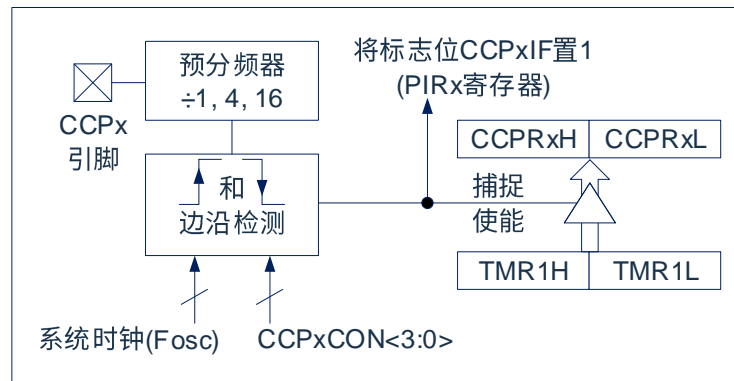 预分频器
÷1, 4, 16
CCPx
引脚
和
边沿检测
系统时钟(Fosc)
CCPxCON<3:0>
将标志位CCPxIF置1
(PIRx寄存器)
捕捉
使能
CCPRxH
CCPRxL
TMR1H
TMR1L